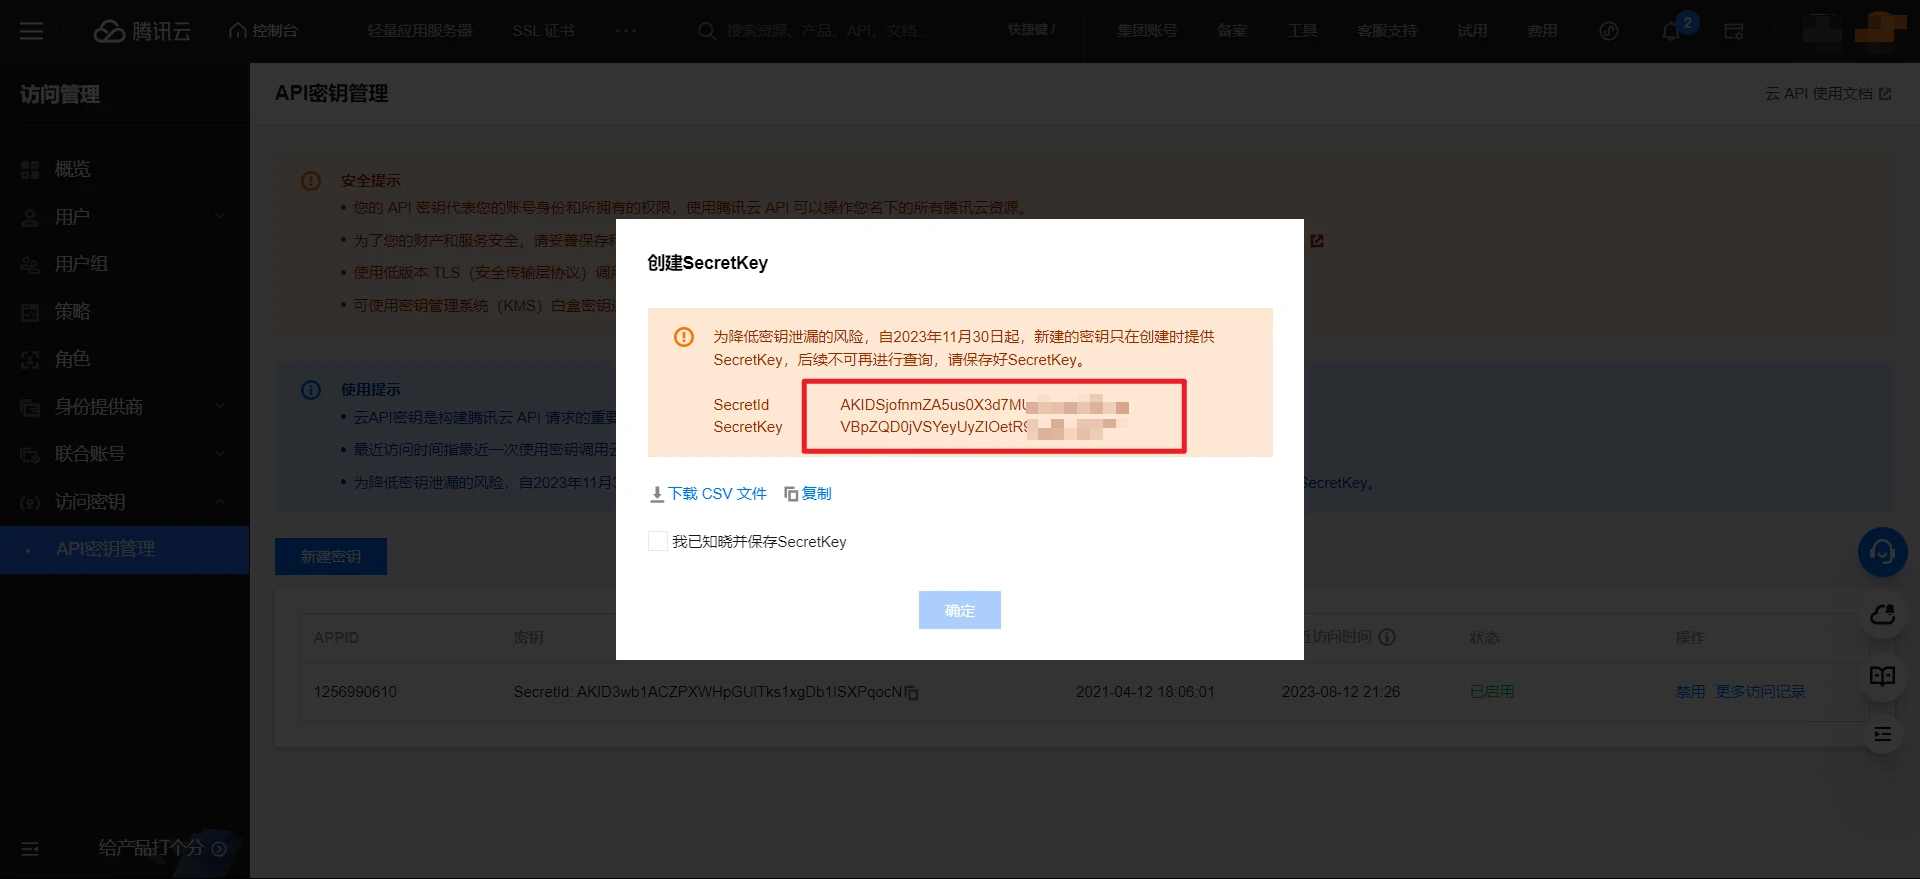 腾讯云
控制台
轻量应用服务器
SSL 证书
···
搜索资源、产品、API、文档...
快捷键 /
集团账号
备案
工具
客服支持
试用
费用
2
访问管理
API密钥管理
云 API 使用文档
概览
用户
用户组
策略
角色
身份提供商
联合账号
访问密钥
API密钥管理
给产品打个分
安全提示
• 您的 API 密钥代表您的账号身份和所拥有的权限，使用腾讯云 API 可以操作您名下的所有腾讯云资源。
• 为了您的财产和服务安全，请妥善保存和
• 使用低版本 TLS（安全传输层协议）调用
• 可使用密钥管理系统（KMS）白盒密钥
使用提示
• 云API密钥是构建腾讯云 API 请求的重要
• 最近访问时间指最近一次使用密钥调用云
• 为降低密钥泄漏的风险，自2023年11月3
SecretKey。
新建密钥
创建SecretKey
为降低密钥泄漏的风险，自2023年11月30日起，新建的密钥只在创建时提供
SecretKey，后续不可再进行查询，请保存好SecretKey。
SecretId AKIDSjofnmZA5us0X3d7MU
SecretKey VBpZQD0jVSYeyUyZIOetR9
下载 CSV 文件 复制
我已知晓并保存SecretKey
确定
APPID 密钥 近访问时间 状态 操作
1256990610 SecretId: AKID3wb1ACZPXWHpGUITks1xgDb1ISXPqocN 2021-04-12 18:06:01 2023-08-12 21:26 已启用 禁用 更多访问记录